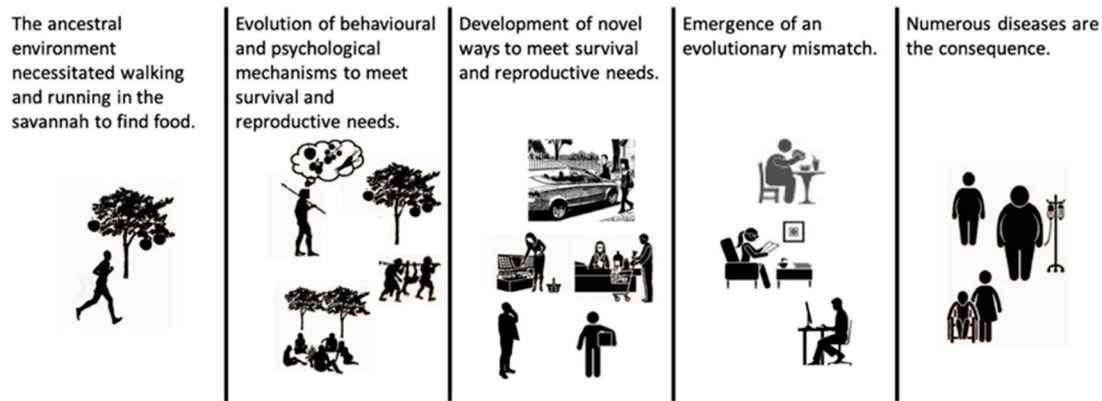 The ancestral
environment
necessitated walking
and running in the
savannah to find food.
Evolution of behavioural
and psychological
mechanisms to meet
survival and
reproductive needs.
Development of novel
ways to meet survival
and reproductive needs.
Emergence of an
evolutionary mismatch.
Numerous diseases are
the consequence.